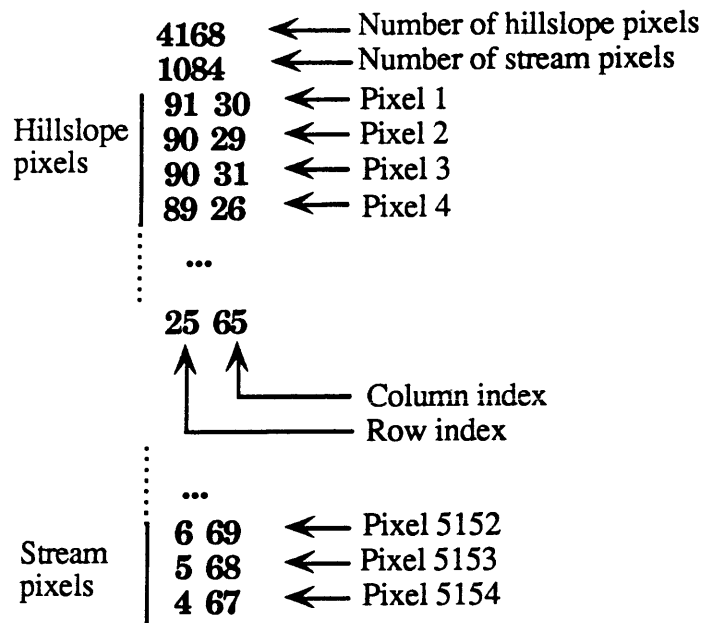 4168 Number of hillslope pixels
1084 Number of stream pixels
91 30 Pixel 1
Hillslope
pixels
90 29 Pixel 2
90 31 Pixel 3
89 26 Pixel 4
...
25 65
Column index
Row index
...
6 69 Pixel 5152
Stream
pixels
5 68 Pixel 5153
4 67 Pixel 5154